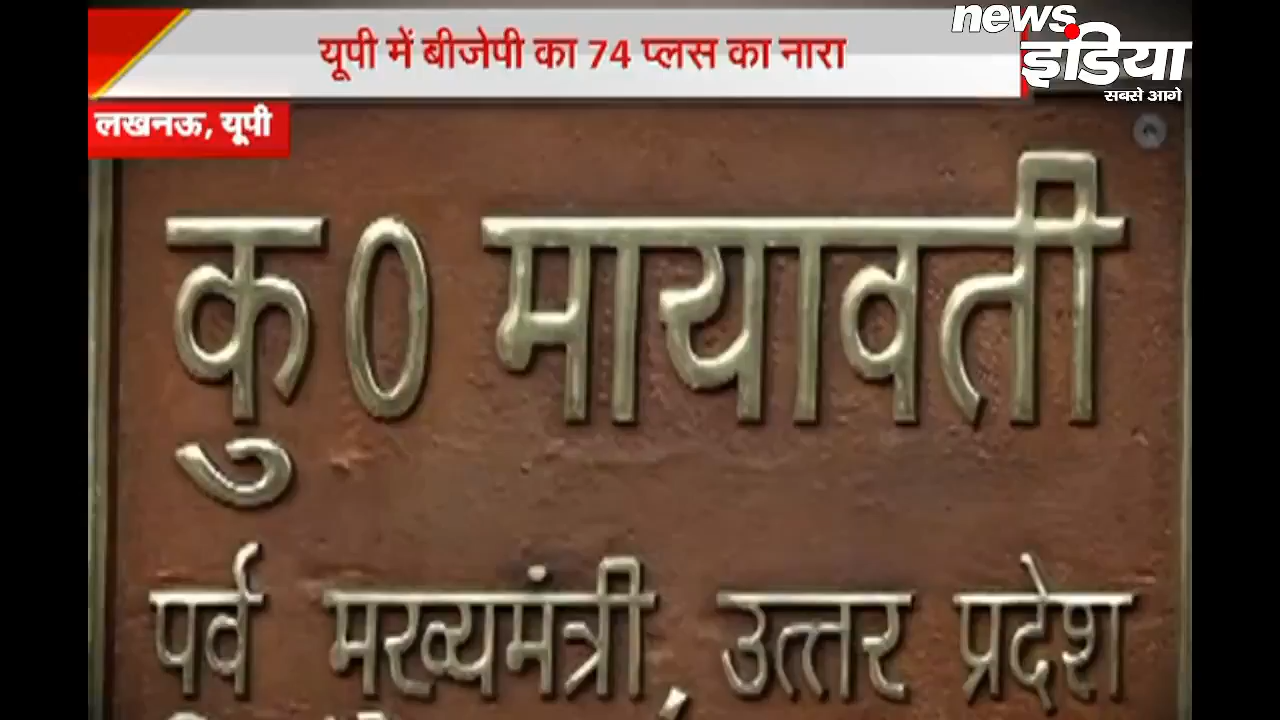 यूपी में बीजेपी का 74 प्लस का नारा
news
इंडिया
सबसे आगे
लखनऊ, यूपी
कु0 मायावती
पूर्व मुख्यमंत्री, उत्तर प्रदेश